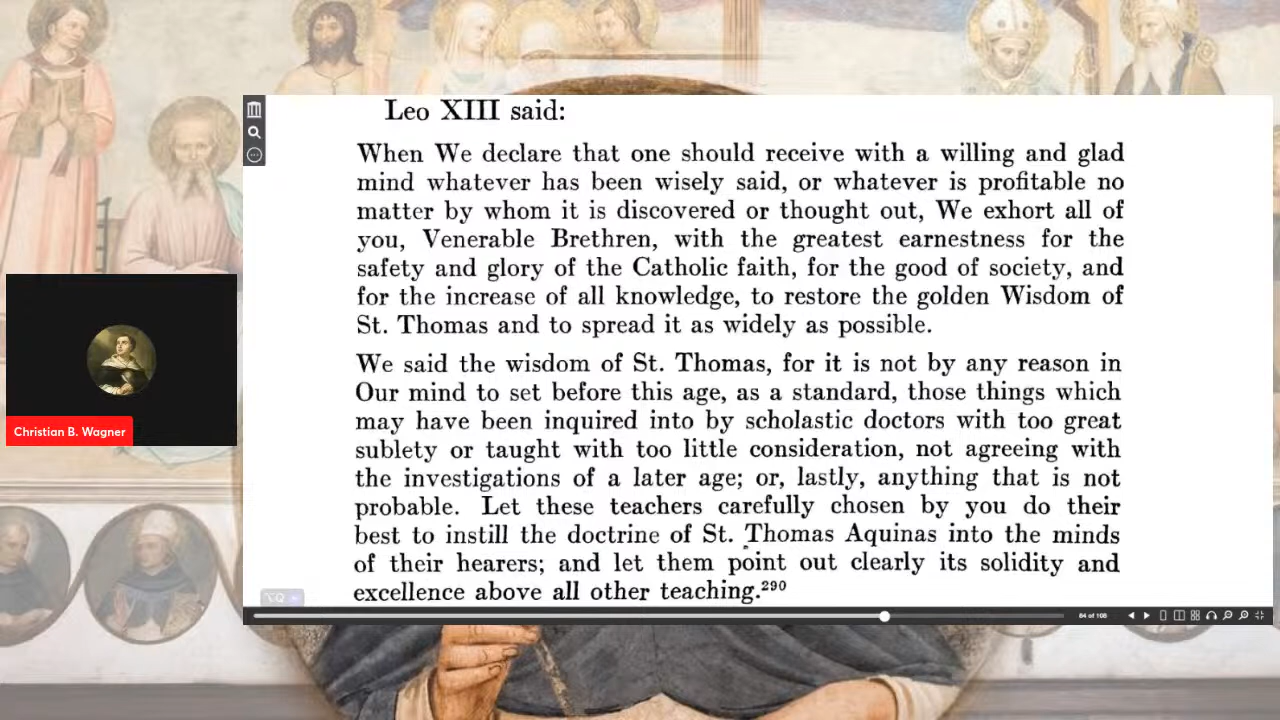 Leo XIII said:
When We declare that one should receive with a willing and glad
mind whatever has been wisely said, or whatever is profitable no
matter by whom it is discovered or thought out, We exhort all of
you, Venerable Brethren, with the greatest earnestness for the
safety and glory of the Catholic faith, for the good of society, and
for the increase of all knowledge, to restore the golden Wisdom of
St. Thomas and to spread it as widely as possible.
We said the wisdom of St. Thomas, for it is not by any reason in
Our mind to set before this age, as a standard, those things which
may have been inquired into by scholastic doctors with too great
sublety or taught with too little consideration, not agreeing with
the investigations of a later age; or, lastly, anything that is not
probable. Let these teachers carefully chosen by you do their
best to instill the doctrine of St. Thomas Aquinas into the minds
of their hearers; and let them point out clearly its solidity and
excellence above all other teaching.290
Christian B. Wagner
64 of 108